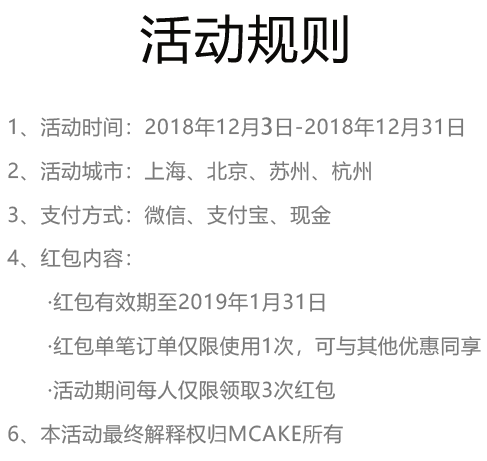 活动规则
1、活动时间：2018年12月3日-2018年12月31日
2、活动城市：上海、北京、苏州、杭州
3、支付方式：微信、支付宝、现金
4、红包内容：
·红包有效期至2019年1月31日
·红包单笔订单仅限使用1次，可与其他优惠同享
·活动期间每人仅限领取3次红包
6、本活动最终解释权归MCAKE所有